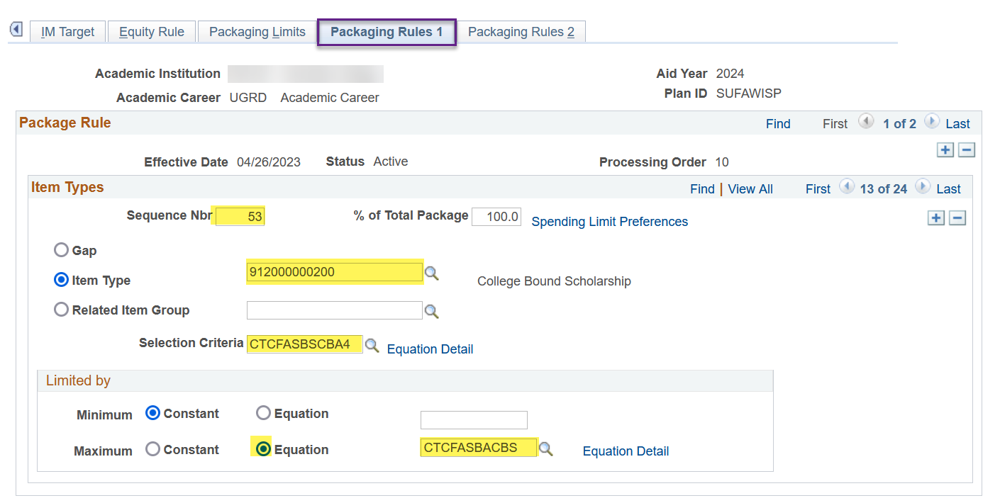 IM Target Equity Rule Packaging Limits Packaging Rules 1 Packaging Rules 2
Academic Institution Aid Year 2024
Academic Career UGRD Academic Career Plan ID SUFAWISP
Package Rule Find First 1 of 2 Last
Effective Date 04/26/2023 Status Active Processing Order 10
Item Types Find | View All First 13 of 24 Last
Sequence Nbr 53 % of Total Package 100.0 Spending Limit Preferences
Gap
Item Type 912000000200 College Bound Scholarship
Related Item Group
Selection Criteria CTCFASBSCBA4 Equation Detail
Limited by
Minimum Constant Equation
Maximum Constant Equation CTCFASBACBS Equation Detail